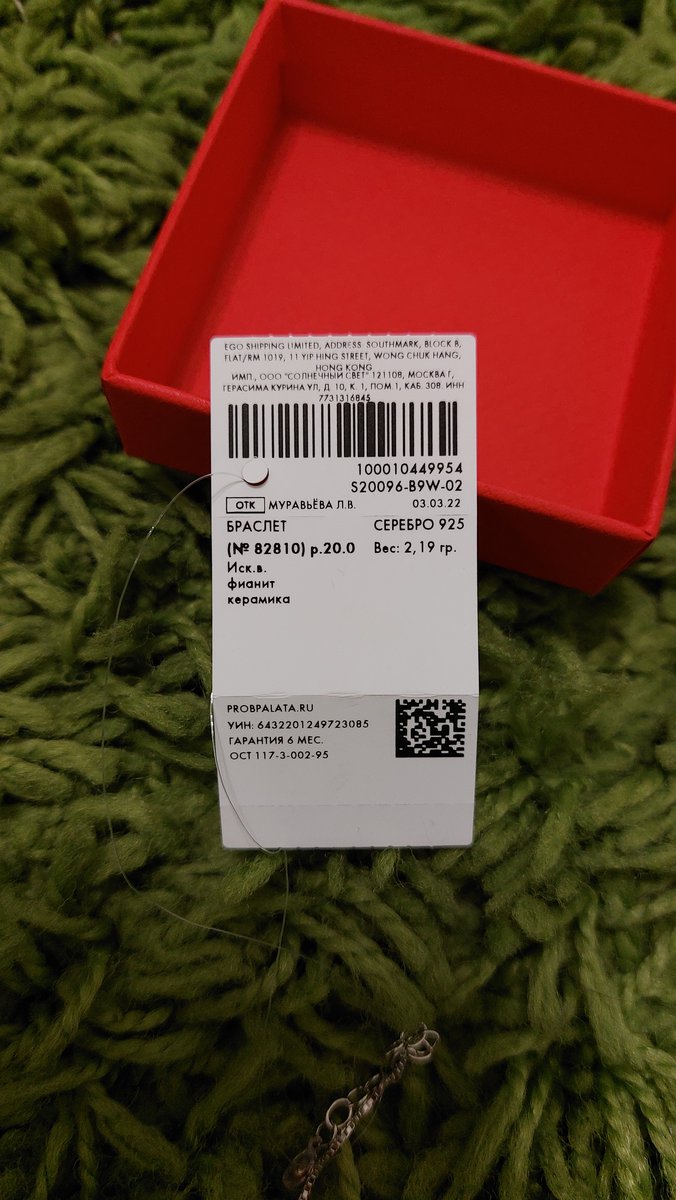 EGO SHIPPING LIMITED, ADDRESS: SOUTHMARK, BLOCK B,
FLAT/RM 1019, 11 YIP HING STREET, WONG CHUK HANG,
HONG KONG
ИМП., ООО "СОЛНЕЧНЫЙ СВЕТ" 121108, МОСКВА Г,
ГЕРАСИМА КУРИНА УЛ, Д. 10, К. 1, ПОМ.1, КАБ. 308. ИНН
7731316845
100010449954
S20096-B9W-02
ОТК МУРАВЬЁВА Л.В. 03.03.22
БРАСЛЕТ СЕРЕБРО 925
(№ 82810) р.20.0 Вес: 2,19 гр.
Иск.в.
фианит
керамика
PROBPALATA.RU
УИН: 6432201249723085
ГАРАНТИЯ 6 МЕС.
ОСТ 117-3-002-95